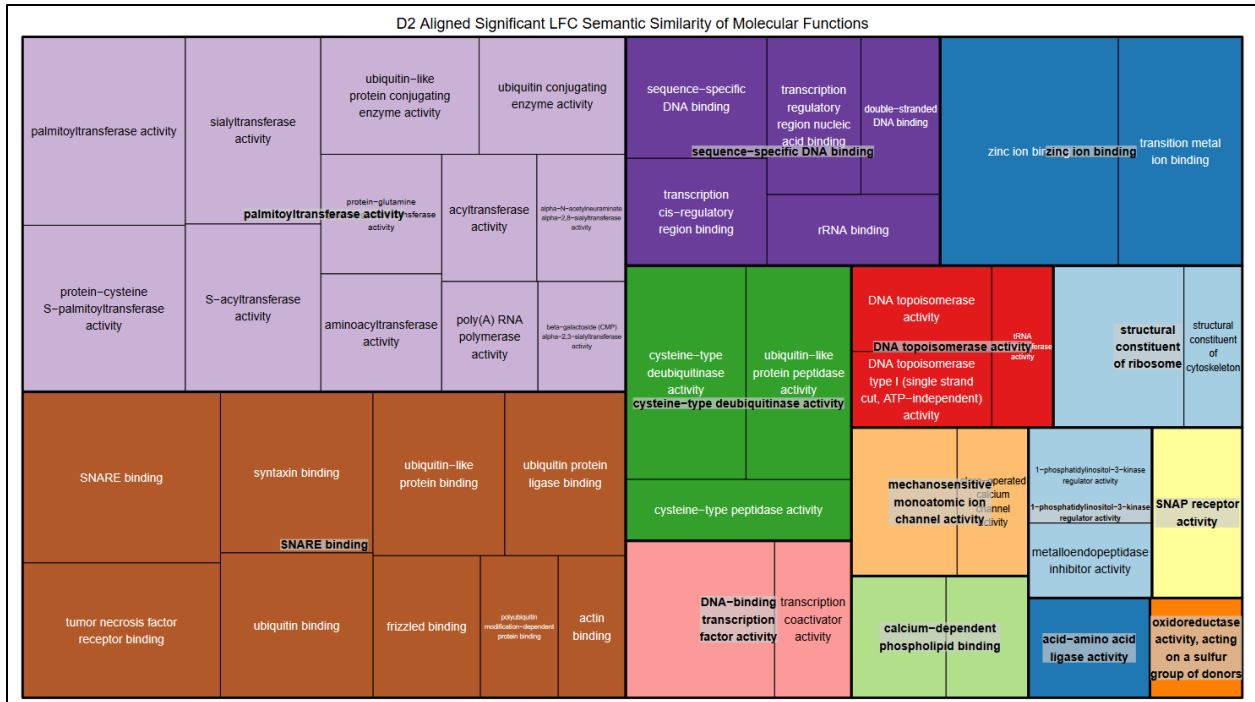 D2 Aligned Significant LFC Semantic Similarity of Molecular Functions
palmitoyltransferase activity
sialyltransferase
activity
ubiquitin−like
protein conjugating
enzyme activity
ubiquitin conjugating
enzyme activity
protein−glutamine
activity
acyltransferase
activity
alpha−N−acetylneuraminate
alpha−2,8−sialyltransferase
activity
palmitoyltransferase activity
protein−cysteine
S−palmitoyltransferase
activity
S−acyltransferase
activity
aminoacyltransferase
activity
poly(A) RNA
polymerase
activity
beta−galactoside (CMP)
alpha−2,3−sialyltransferase
activity
SNARE binding
syntaxin binding
ubiquitin−like
protein binding
ubiquitin protein
ligase binding
SNARE binding
tumor necrosis factor
receptor binding
ubiquitin binding
frizzled binding
polyubiquitin
modification−dependent
protein binding
actin
binding
sequence−specific
DNA binding
transcription
regulatory
region nucleic
acid binding
double−stranded
DNA binding
sequence−specific DNA binding
transcription
cis−regulatory
region binding
rRNA binding
zinc ion
zinc ion binding
transition metal
ion binding
cysteine−type
deubiquitinase
activity
ubiquitin−like
protein peptidase
activity
cysteine−type deubiquitinase activity
cysteine−type peptidase activity
DNA topoisomerase
activity
DNA topoisomerase activity
DNA topoisomerase
type I (single strand
cut, ATP−independent)
activity
tRNA
activity
structural
constituent
of ribosome
structural
constituent
of
cytoskeleton
DNA−binding
transcription
factor activity
transcription
coactivator
activity
mechanosensitive
monoatomic ion
channel activity
calcium
channel
activity
1−phosphatidylinositol−3−kinase
regulator activity
1−phosphatidylinositol−3−kinase
regulator activity
metalloendopeptidase
inhibitor activity
SNAP receptor
activity
calcium−dependent
phospholipid binding
acid−amino acid
ligase activity
oxidoreductase
activity, acting
on a sulfur
group of donors